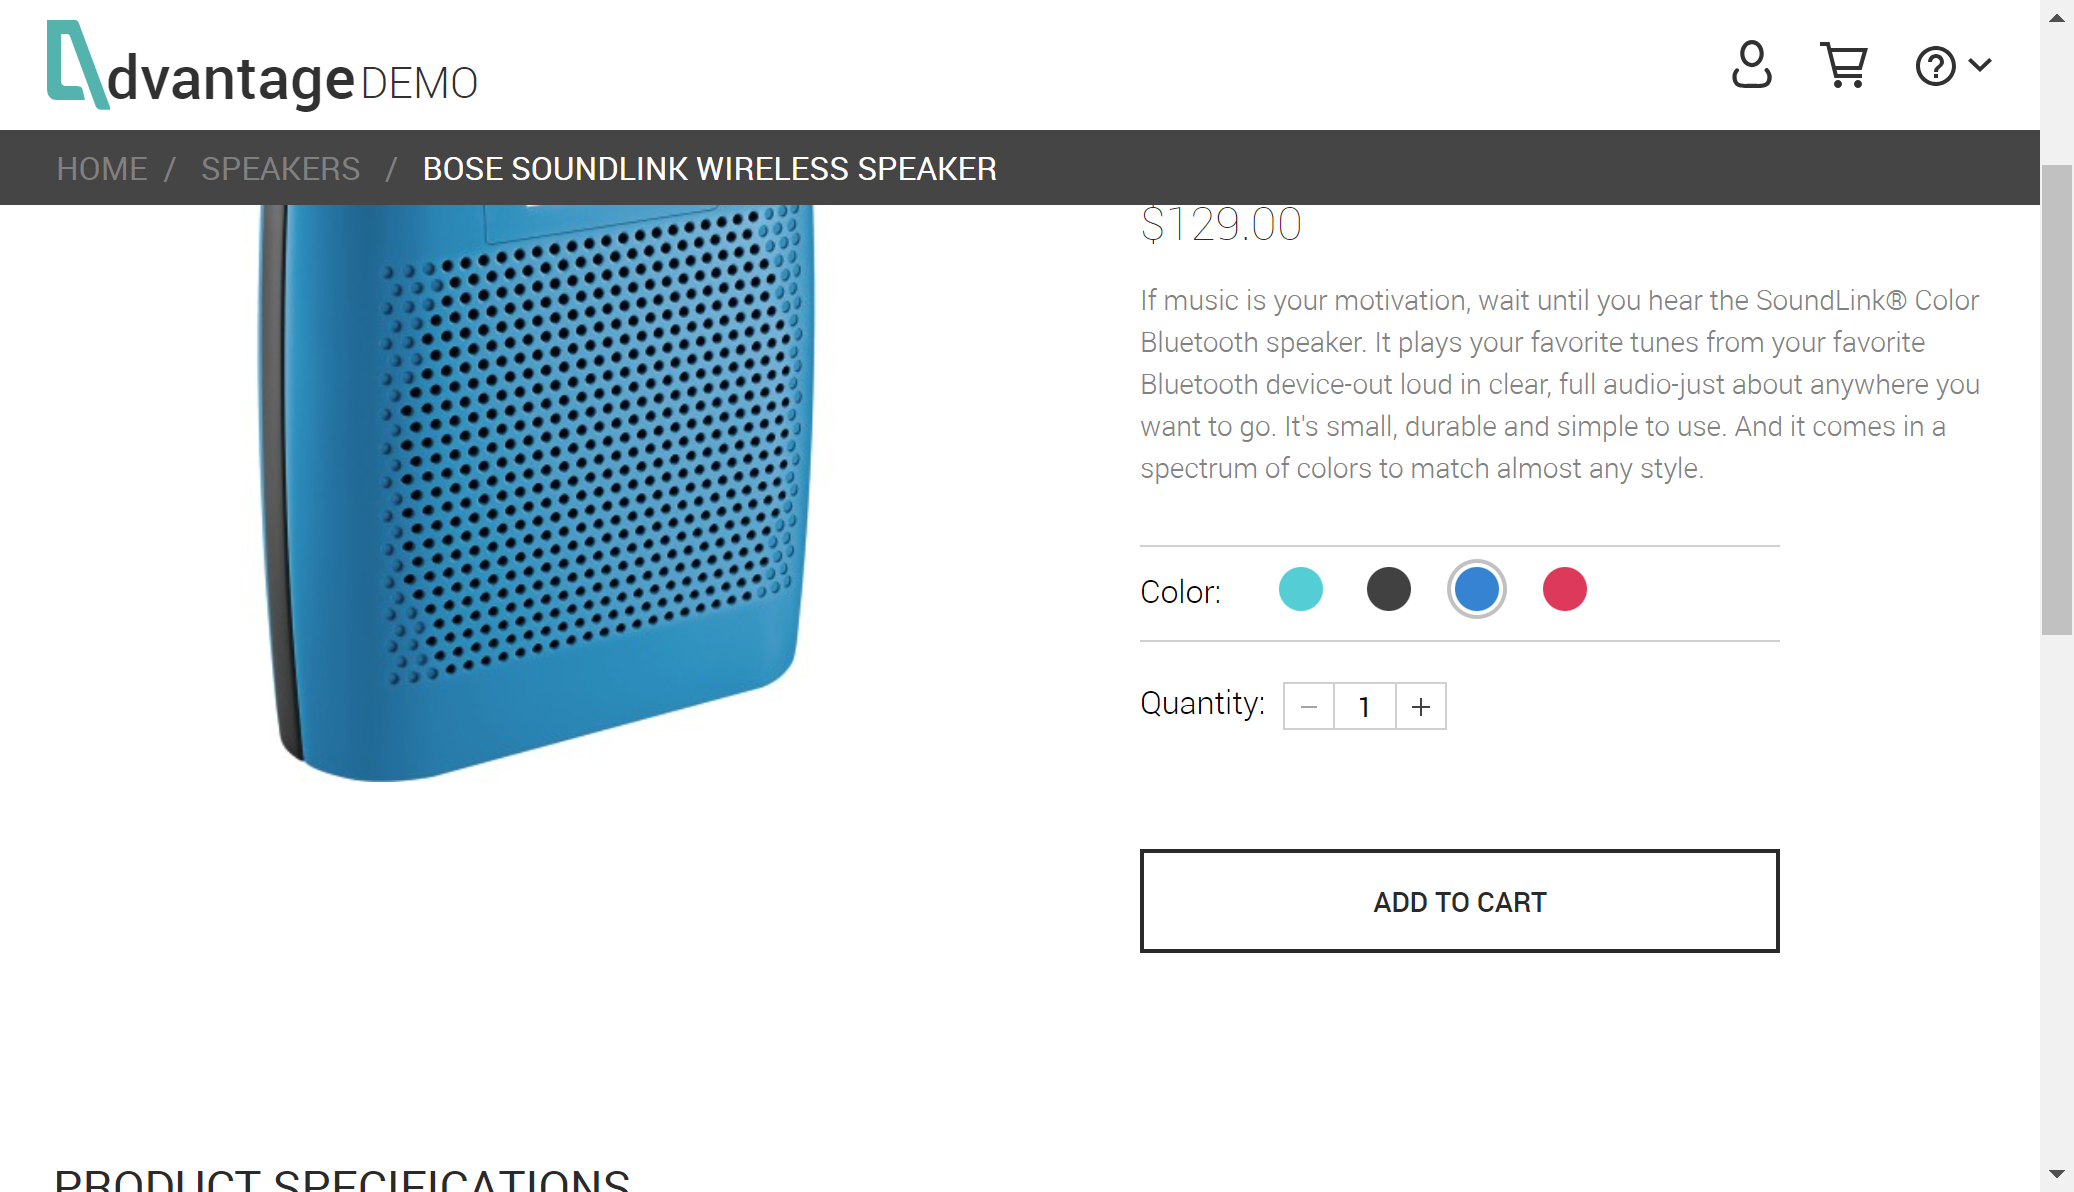 dvantage DEMO
HOME / SPEAKERS / BOSE SOUNDLINK WIRELESS SPEAKER
$129.00
If music is your motivation, wait until you hear the SoundLink® Color
Bluetooth speaker. It plays your favorite tunes from your favorite
Bluetooth device-out loud in clear, full audio-just about anywhere you
want to go. It's small, durable and simple to use. And it comes in a
spectrum of colors to match almost any style.
Color:
Quantity: − 1 +
ADD TO CART
PRODUCT SPECIFICATIONS